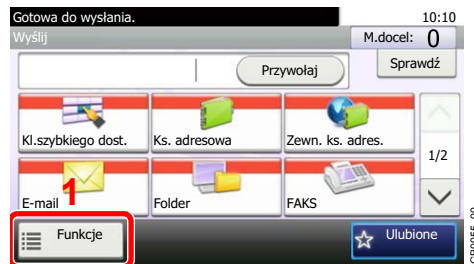 Gotowa do wysłania. 10:10
Wyślij M.docel: 0
Przywołaj Sprawdź
Kl.szybkiego dost. Ks. adresowa Zewn. ks. adres.
1/2
E-mail Folder FAKS
1
Funkcje Ulubione